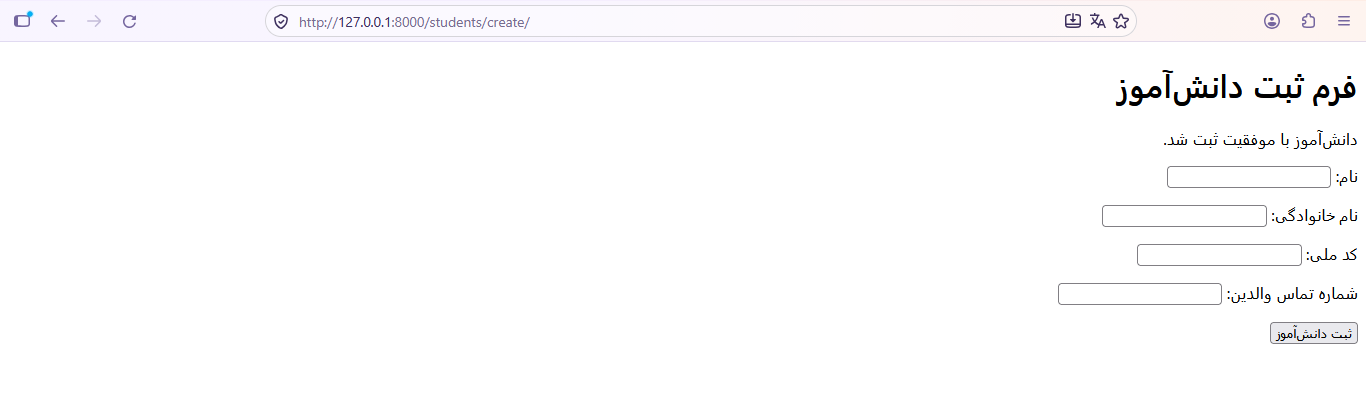 http://127.0.0.1:8000/students/create/
فرم ثبت دانش‌آموز
دانش‌آموز با موفقیت ثبت شد.
نام:
نام خانوادگی:
کد ملی:
شماره تماس والدین:
ثبت دانش‌آموز